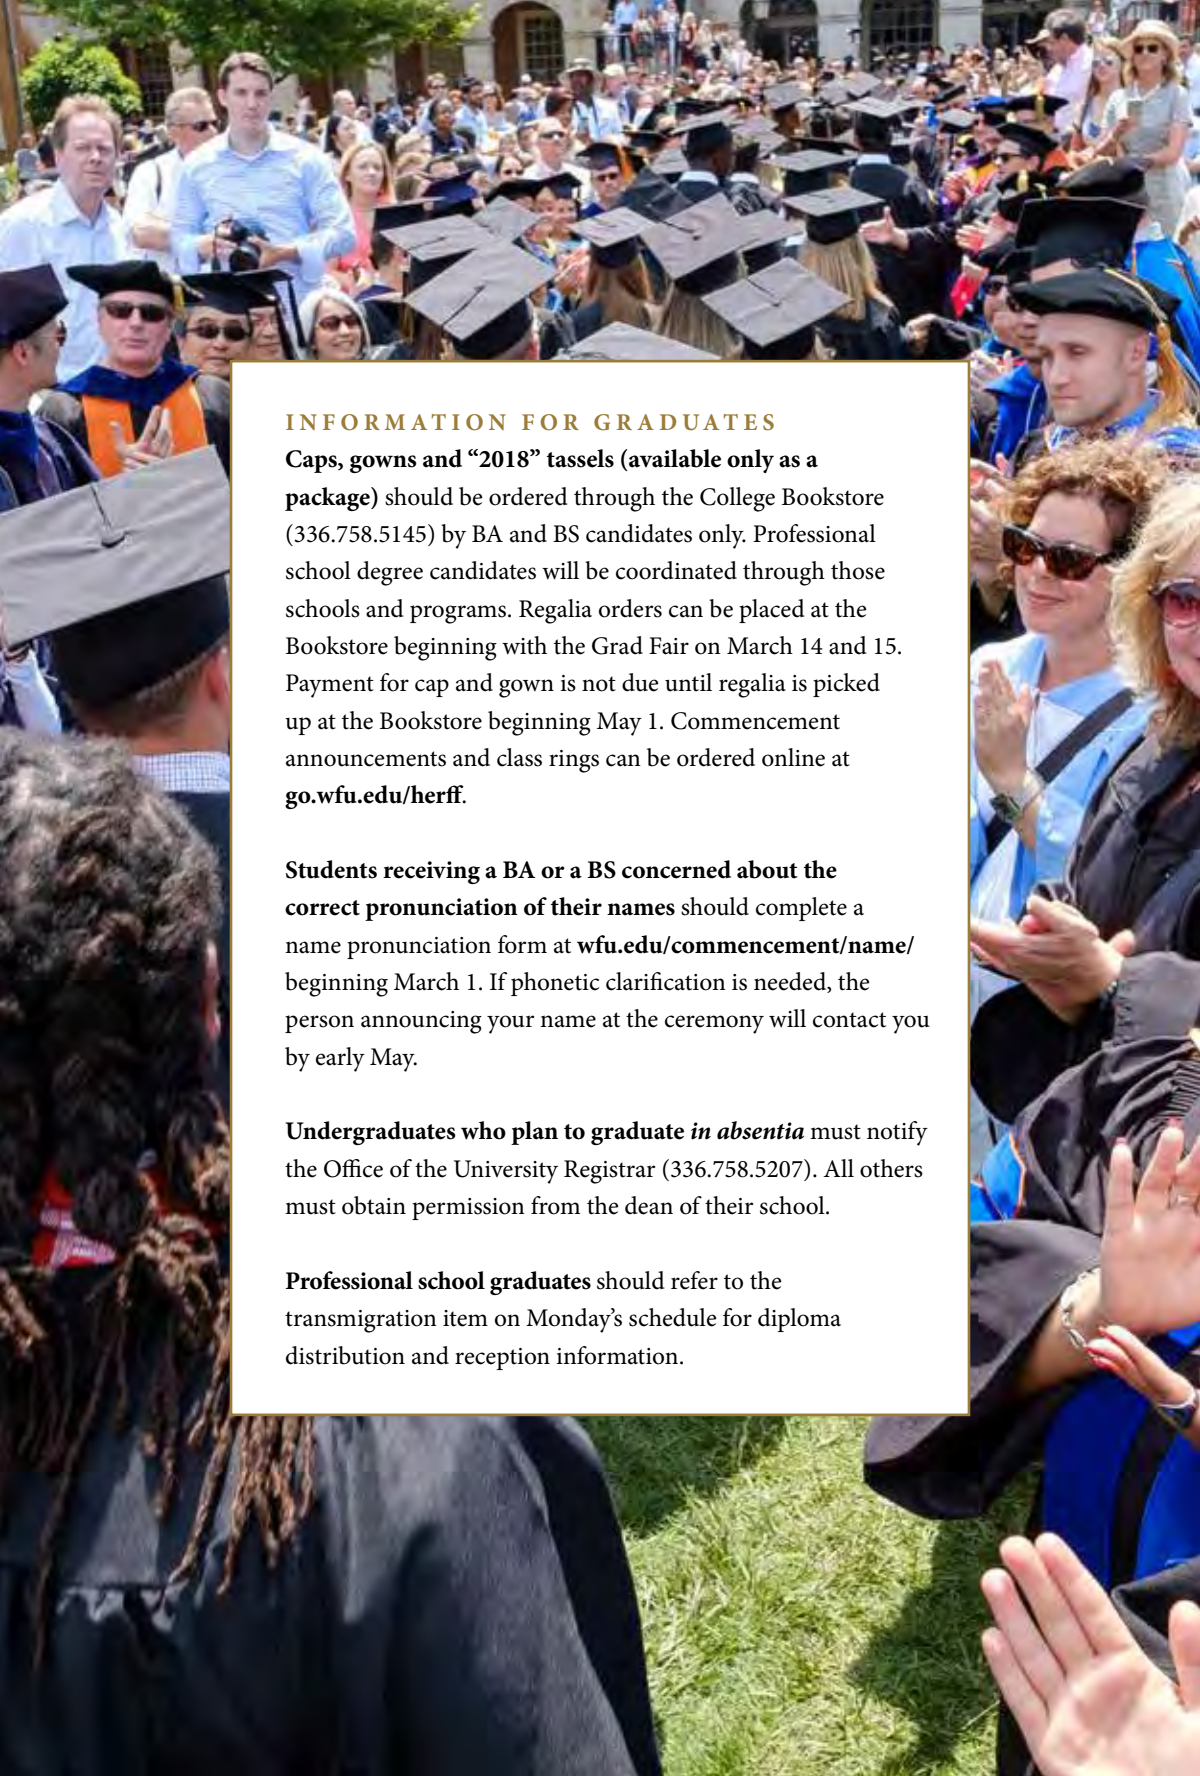 INFORMATION FOR GRADUATES
Caps, gowns and “2018” tassels (available only as a
package) should be ordered through the College Bookstore
(336.758.5145) by BA and BS candidates only. Professional
school degree candidates will be coordinated through those
schools and programs. Regalia orders can be placed at the
Bookstore beginning with the Grad Fair on March 14 and 15.
Payment for cap and gown is not due until regalia is picked
up at the Bookstore beginning May 1. Commencement
announcements and class rings can be ordered online at
go.wfu.edu/herff.
Students receiving a BA or a BS concerned about the
correct pronunciation of their names should complete a
name pronunciation form at wfu.edu/commencement/name/
beginning March 1. If phonetic clarification is needed, the
person announcing your name at the ceremony will contact you
by early May.
Undergraduates who plan to graduate in absentia must notify
the Office of the University Registrar (336.758.5207). All others
must obtain permission from the dean of their school.
Professional school graduates should refer to the
transmigration item on Monday’s schedule for diploma
distribution and reception information.